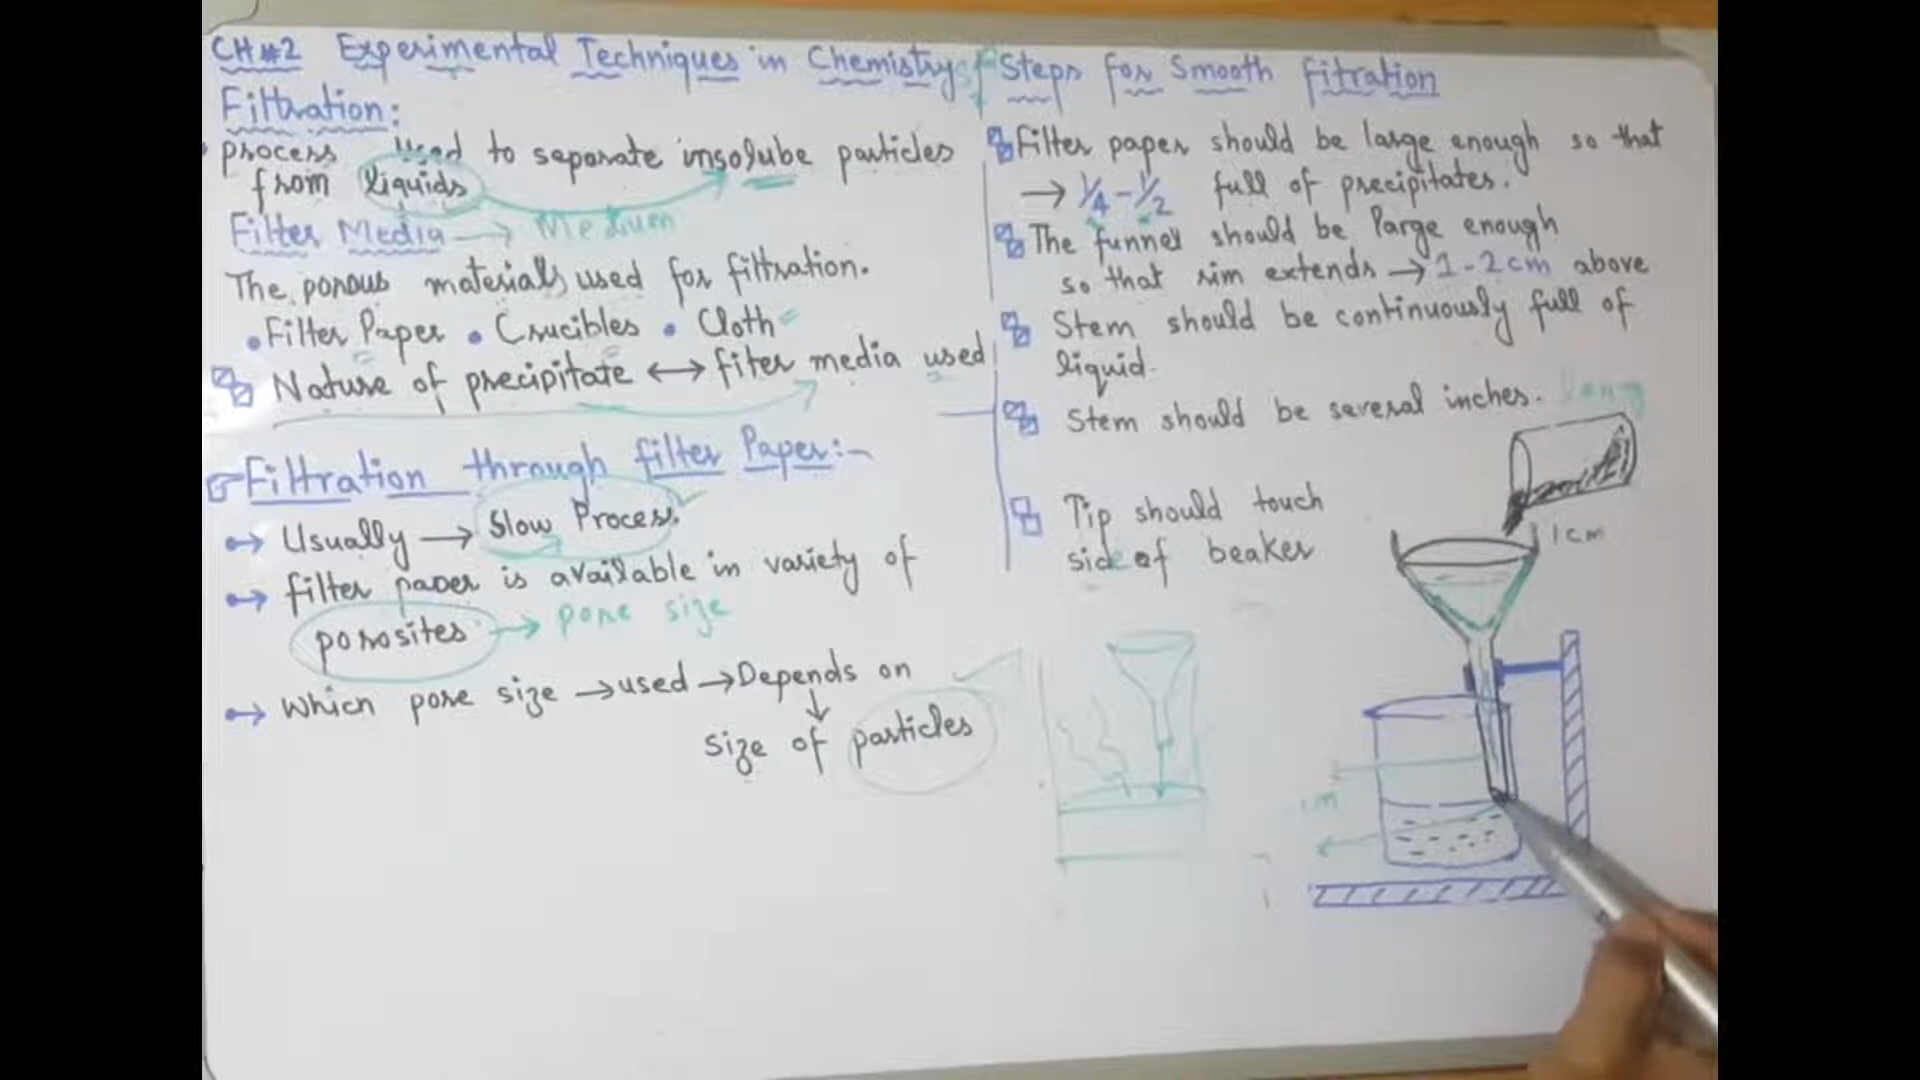 CH#2 Experimental Techniques in Chemistry
Filtration:
process used to separate insolube particles
from liquids
Filter Media → Medium
The porous materials used for filtration.
• Filter Paper • Crucibles • Cloth
Nature of precipitate ↔ fiter media used
Filtration through filter Paper:-
Usually → Slow Process.
filter paper is available in variety of
porosites → pore size
Which pore size → used → Depends on
size of particles
Steps for Smooth fitration
Filter paper should be large enough so that
→ 1/4 - 1/2 full of precipitates.
The funnel should be large enough
so that rim extends → 1-2cm above
Stem should be continuously full of
liquid.
Stem should be several inches. long
Tip should touch
side of beaker
1cm